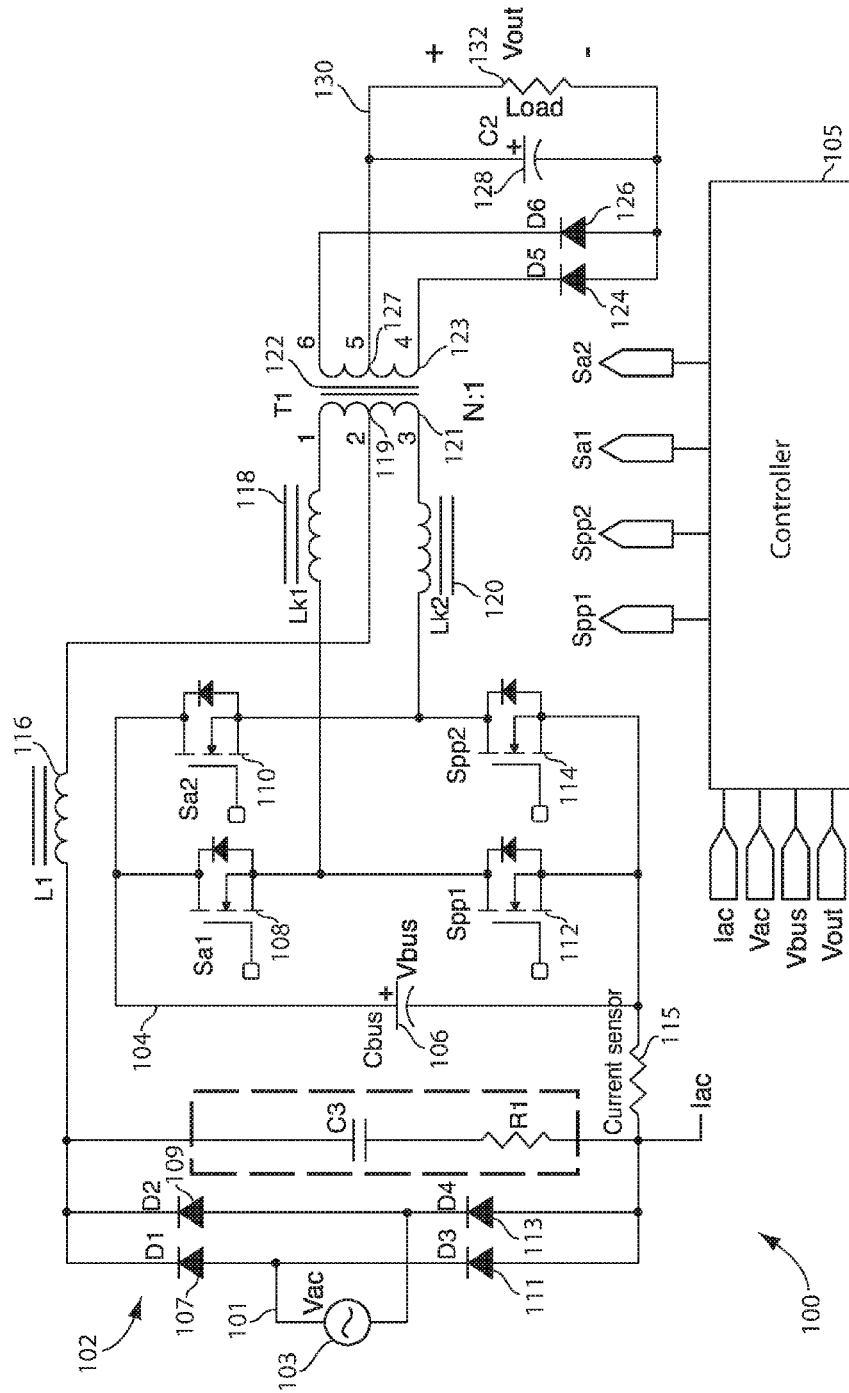 102
107
D1
D2
109
101
Vac
103
D3
111
D4
113
C3
R1
Iac
Current sensor
115
104
Cbus
+
Vbus
106
L1
116
Sa1
108
Sa2
110
Spp1
112
Spp2
114
Lk1
118
Lk2
120
T1
122
1
2
3
119
121
N:1
6
5
4
127
123
D5
124
D6
126
C2
+
128
130
Load
132
+
Vout
-
Iac
Vac
Vbus
Vout
Spp1
Spp2
Sa1
Sa2
Controller
105
100